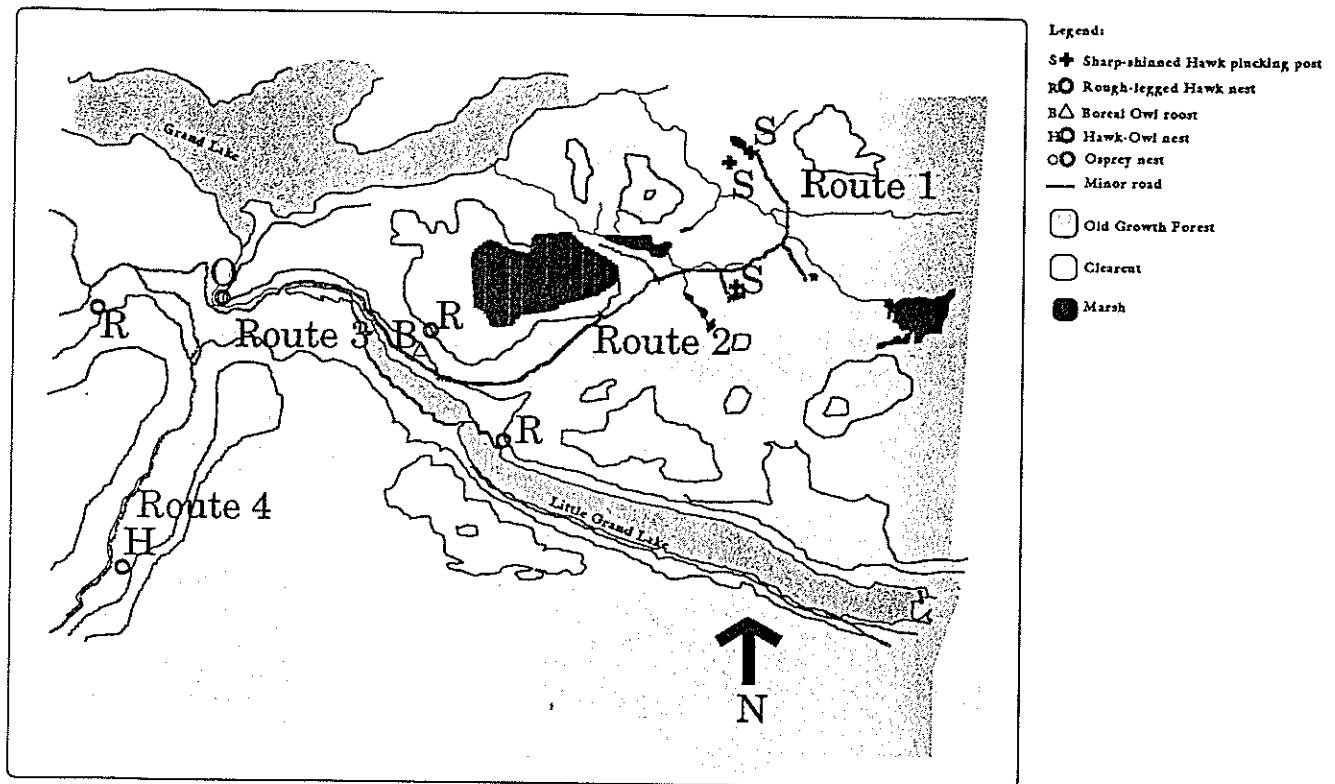 Grand Lake
S
S
Route 1
O
R
Route 3
B
R
S
Route 2
R
Route 4
H
Little Grand Lake
N
Legend:
S Sharp-shinned Hawk plucking post
R Rough-legged Hawk nest
B Boreal Owl roost
H Hawk-Owl nest
O Osprey nest
Minor road
Old Growth Forest
Clearcut
Marsh